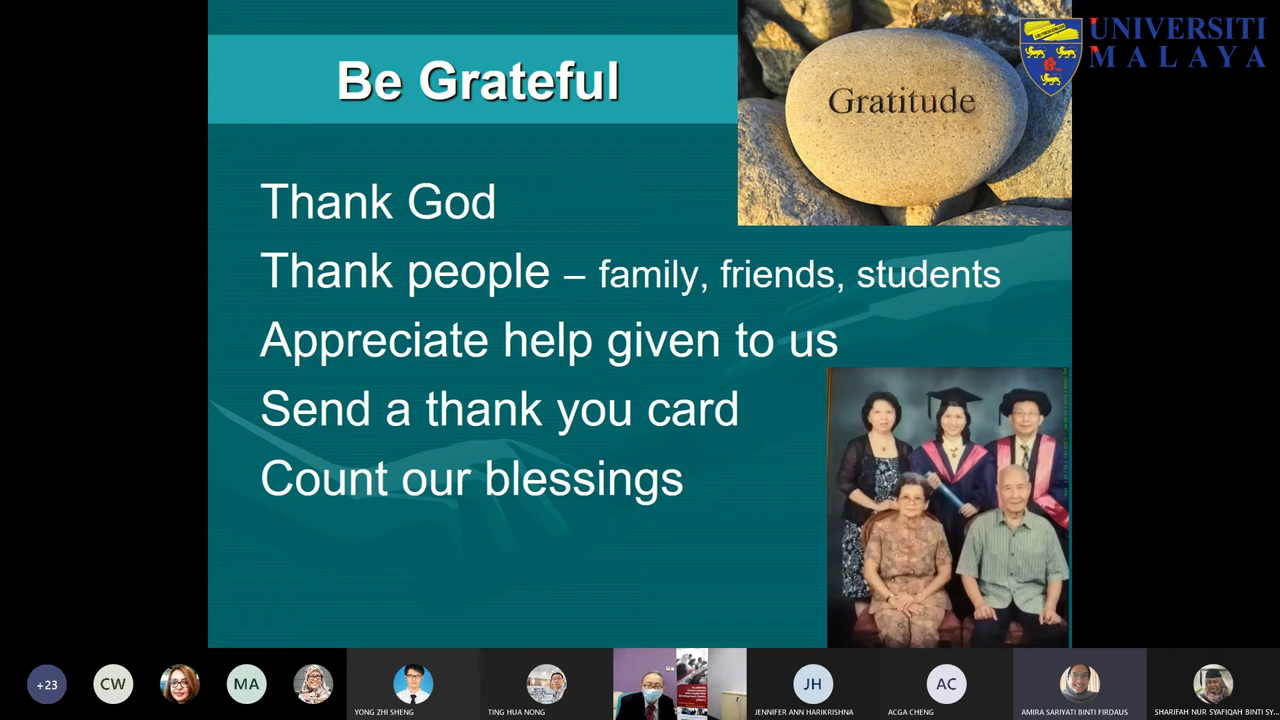 Be Grateful
Gratitude
UNIVERSITI
MALAYA
Thank God
Thank people – family, friends, students
Appreciate help given to us
Send a thank you card
Count our blessings
+23
CW
MA
YONG ZHI SHENG
TING HUA NONG
JH
JENNIFER ANN HARIKRISHNA
AC
ACGA CHENG
AMIRA SARIYATI BINTI FIRDAUS
SHARIFAH NUR SYAFIQAH BINTI SY...